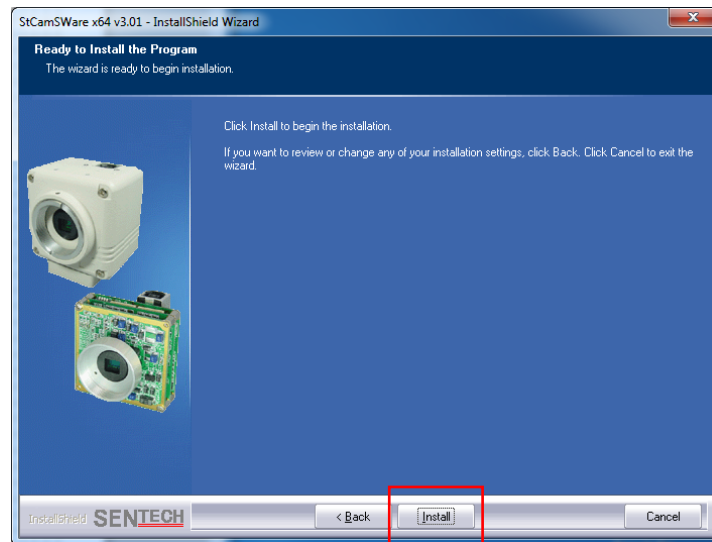 StCamSWare x64 v3.01 - InstallShield Wizard
Ready to Install the Program
The wizard is ready to begin installation.
Click Install to begin the installation.
If you want to review or change any of your installation settings, click Back. Click Cancel to exit the
wizard.
InstallShield SENTECH < Back Install Cancel